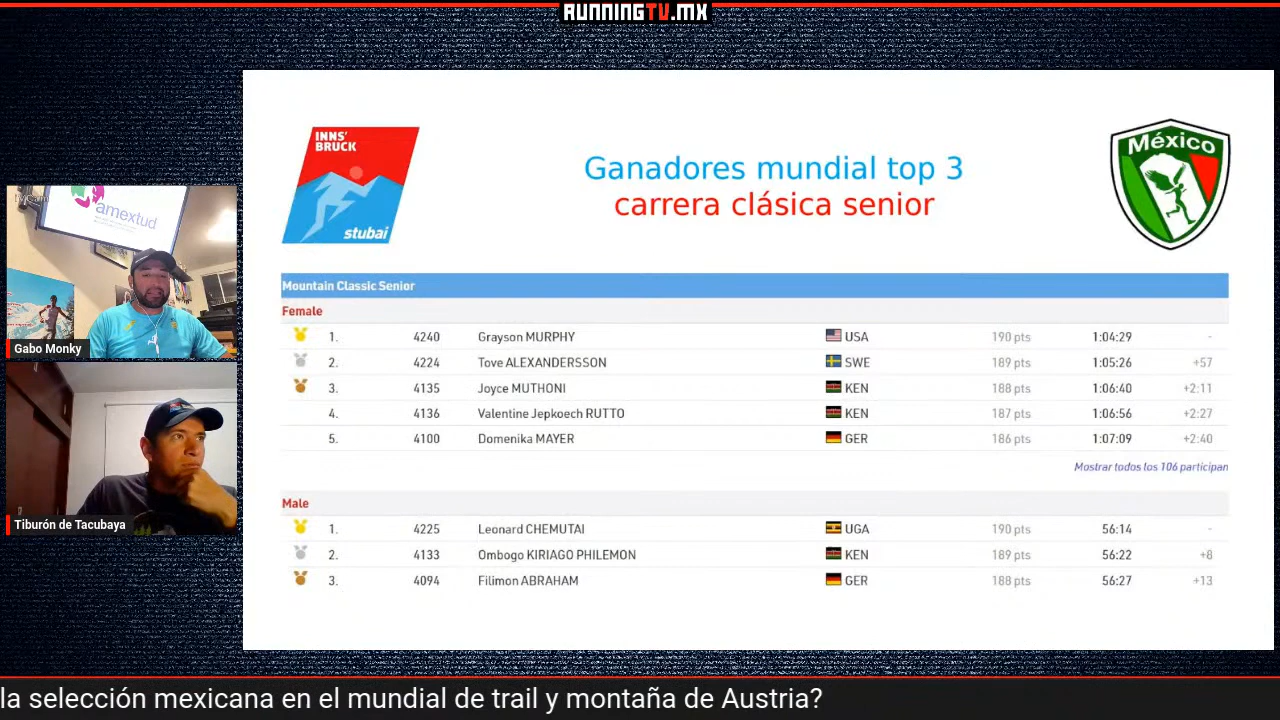 RUNNINGTV.MX
INNS'
BRUCK
stubai
Ganadores mundial top 3
carrera clásica senior
México
amextud
Gabo Monky
Tiburón de Tacubaya
Mountain Classic Senior
Female
1. 4240 Grayson MURPHY USA 190 pts 1:04:29 -
2. 4224 Tove ALEXANDERSSON SWE 189 pts 1:05:26 +57
3. 4135 Joyce MUTHONI KEN 188 pts 1:06:40 +2:11
4. 4136 Valentine Jepkoech RUTTO KEN 187 pts 1:06:56 +2:27
5. 4100 Domenika MAYER GER 186 pts 1:07:09 +2:40
Mostrar todos los 106 participan
Male
1. 4225 Leonard CHEMUTAI UGA 190 pts 56:14 -
2. 4133 Ombogo KIRIAGO PHILEMON KEN 189 pts 56:22 +8
3. 4094 Filimon ABRAHAM GER 188 pts 56:27 +13
la selección mexicana en el mundial de trail y montaña de Austria?